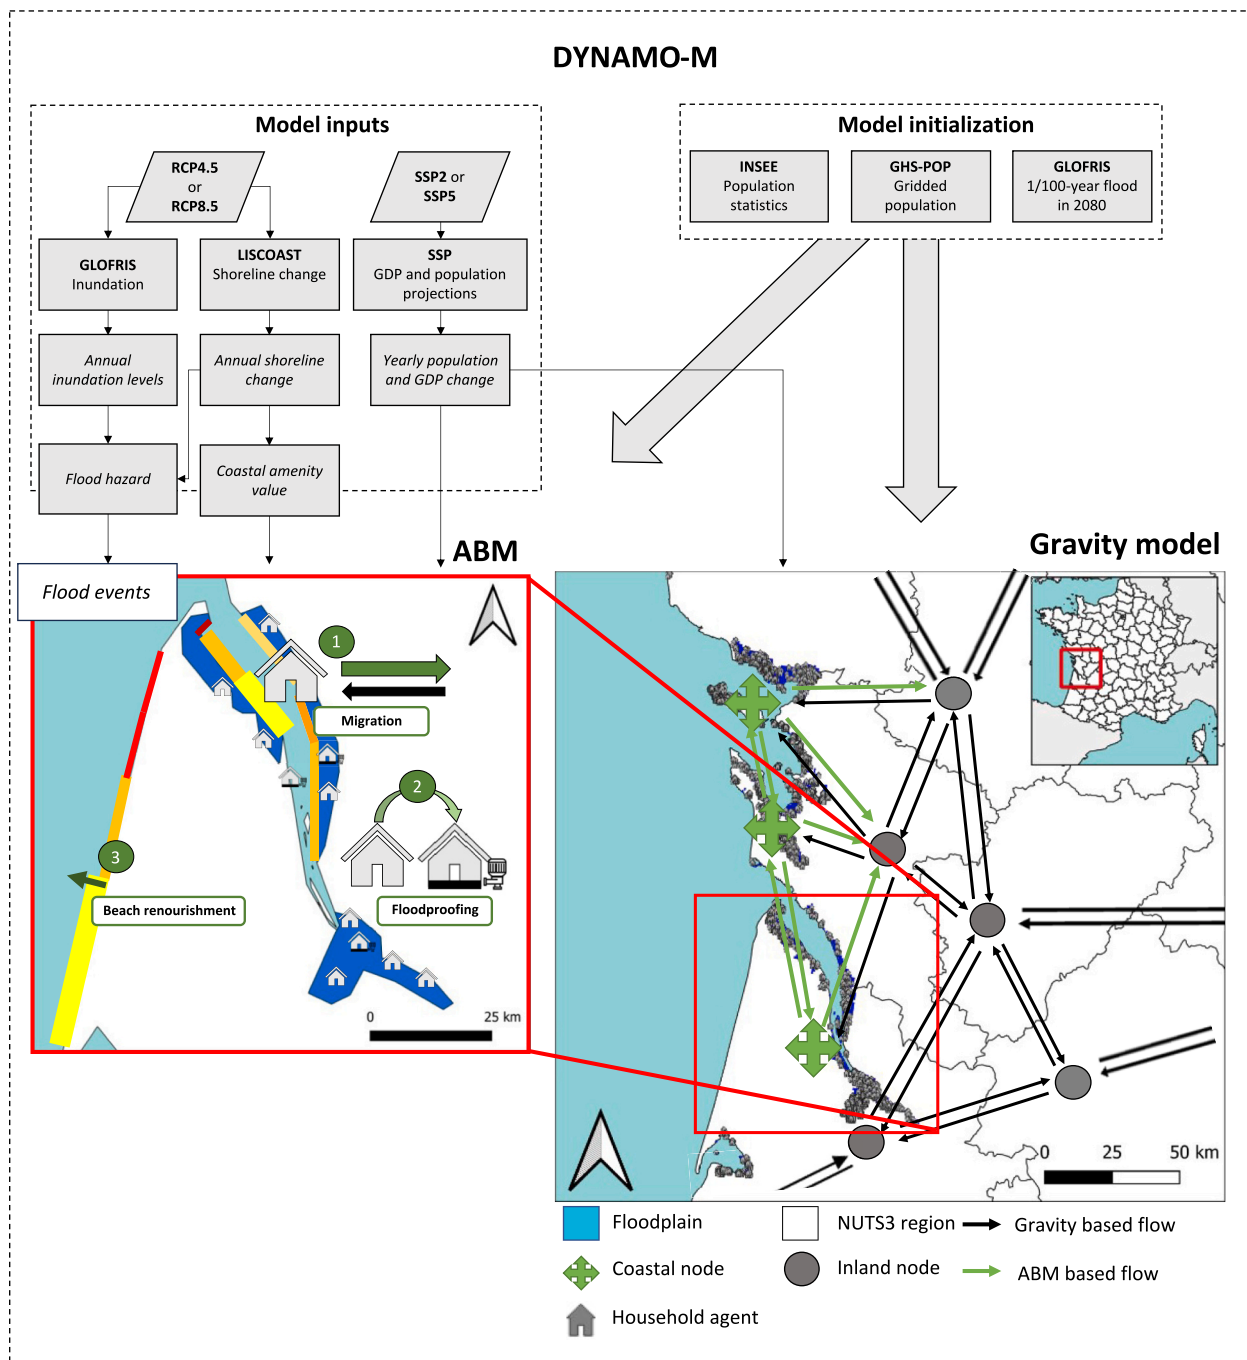 DYNAMO-M
Model inputs
Model initialization
RCP4.5
or
RCP8.5
SSP2 or
SSP5
INSEE
Population
statistics
GHS-POP
Gridded
population
GLOFRIS
1/100-year flood
in 2080
GLOFRIS
Inundation
LISCOAST
Shoreline change
SSP
GDP and population
projections
Annual
inundation levels
Annual shoreline
change
Yearly population
and GDP change
Flood hazard
Coastal amenity
value
ABM
Gravity model
Flood events
1
Migration
2
3
Beach renourishment
Floodproofing
0 25 km
0 25 50 km
Floodplain
NUTS3 region
Gravity based flow
Coastal node
Inland node
ABM based flow
Household agent